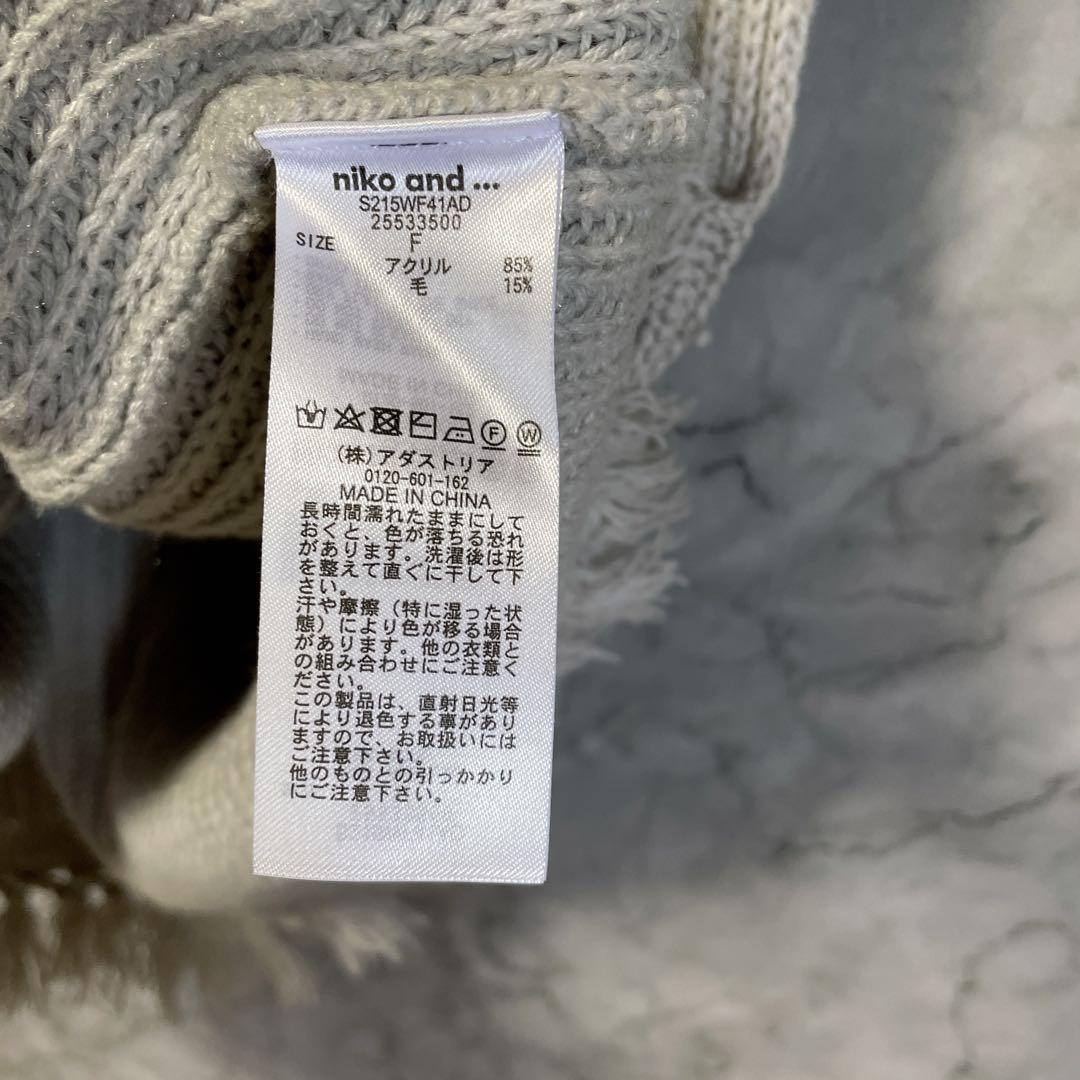 niko and ...
S215WF41AD
25533500
SIZE F
アクリル 85%
毛 15%
F W
(株)アダストリア
0120-601-162
MADE IN CHINA
長時間濡れたままにして
おくと、色が落ちる恐れ
があります。洗濯後は形
を整えて直ぐに干して下
さい。
汗や摩擦(特に湿った状
態)により色が移る場合
があります。他の衣類と
の組み合わせにご注意く
ださい。
この製品は、直射日光等
により退色する事があり
ますので、お取扱いには
ご注意下さい。
他のものとの引っかかり
にご注意下さい。